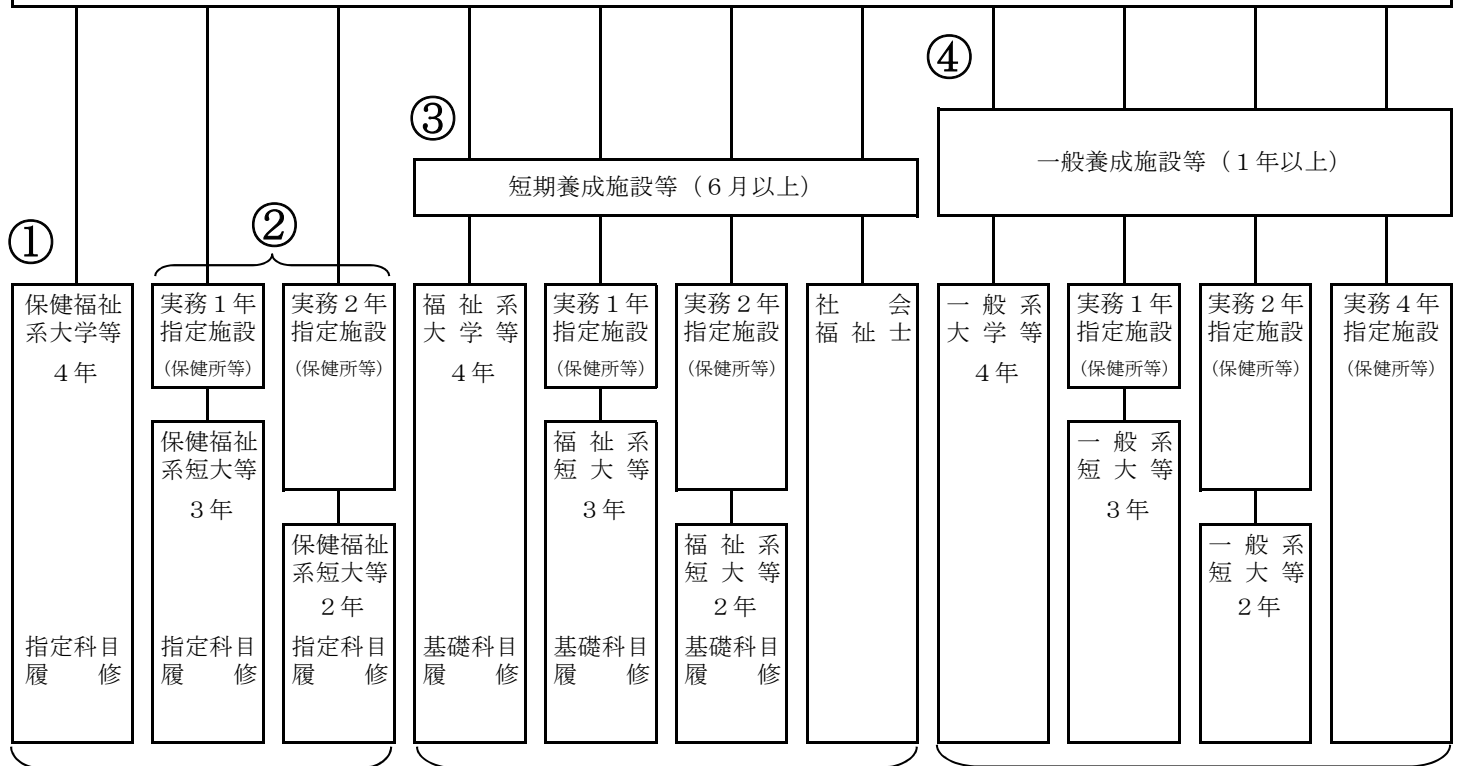 ④
③
一般養成施設等（１年以上）
短期養成施設等（６月以上）
②
①
保健福祉
系大学等
４年
指定科目
履修
実務１年
指定施設
（保健所等）
保健福祉
系短大等
３年
指定科目
履修
実務２年
指定施設
（保健所等）
保健福祉
系短大等
２年
指定科目
履修
福祉系
大学等
４年
基礎科目
履修
実務１年
指定施設
（保健所等）
福祉系
短大等
３年
基礎科目
履修
実務２年
指定施設
（保健所等）
福祉系
短大等
２年
基礎科目
履修
社会
福祉士
一般系
大学等
４年
実務１年
指定施設
（保健所等）
一般系
短大等
３年
実務２年
指定施設
（保健所等）
一般系
短大等
２年
実務４年
指定施設
（保健所等）